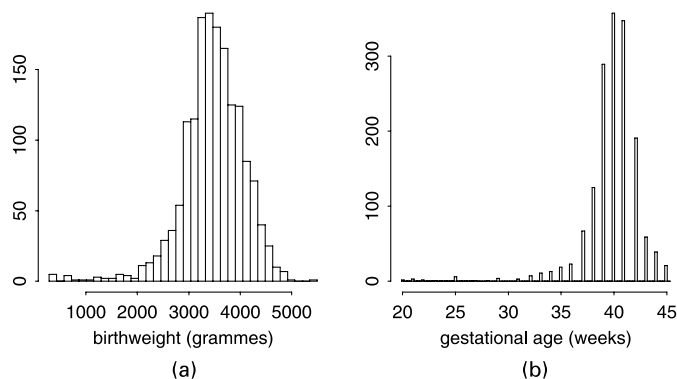 0 50 100 150
1000 2000 3000 4000 5000
birthweight (grammes)
(a)
0 100 200 300
20 25 30 35 40 45
gestational age (weeks)
(b)